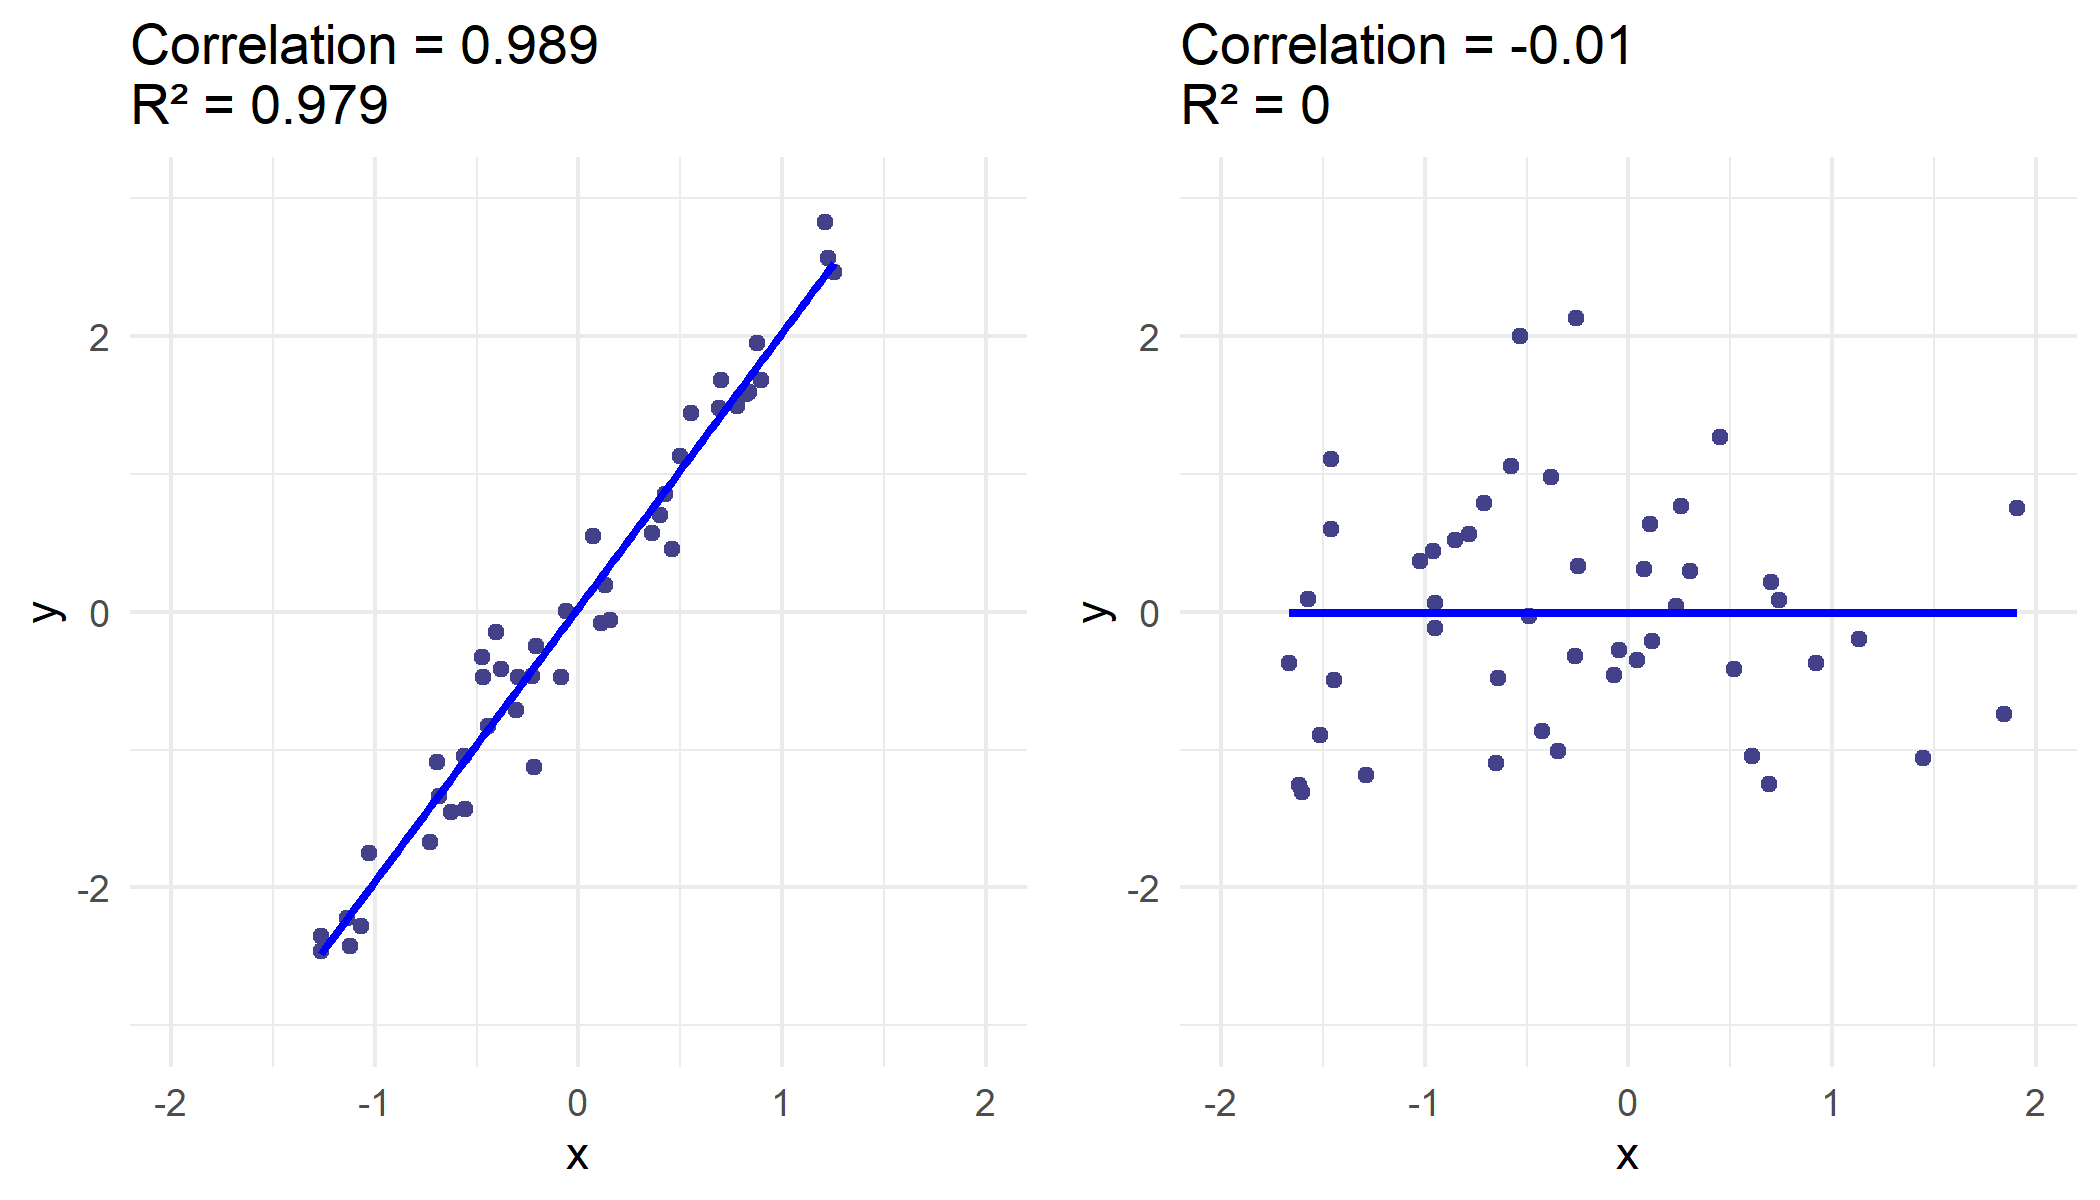 Correlation = 0.989
R² = 0.979
y
2
0
-2
-2 -1 0 1 2
x
Correlation = -0.01
R² = 0
y
2
0
-2
-2 -1 0 1 2
x